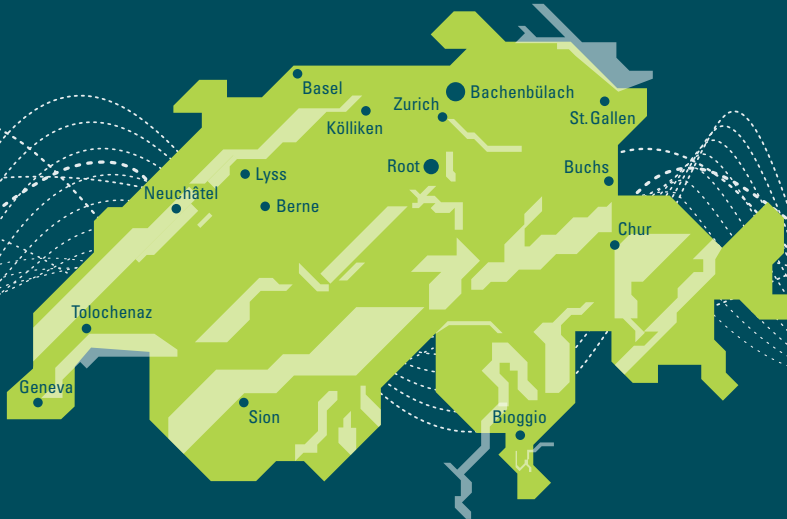 Basel
Bachenbülach
Zurich
St. Gallen
Kölliken
Root
Buchs
Lyss
Neuchâtel
Berne
Chur
Tolochenaz
Geneva
Sion
Bioggio